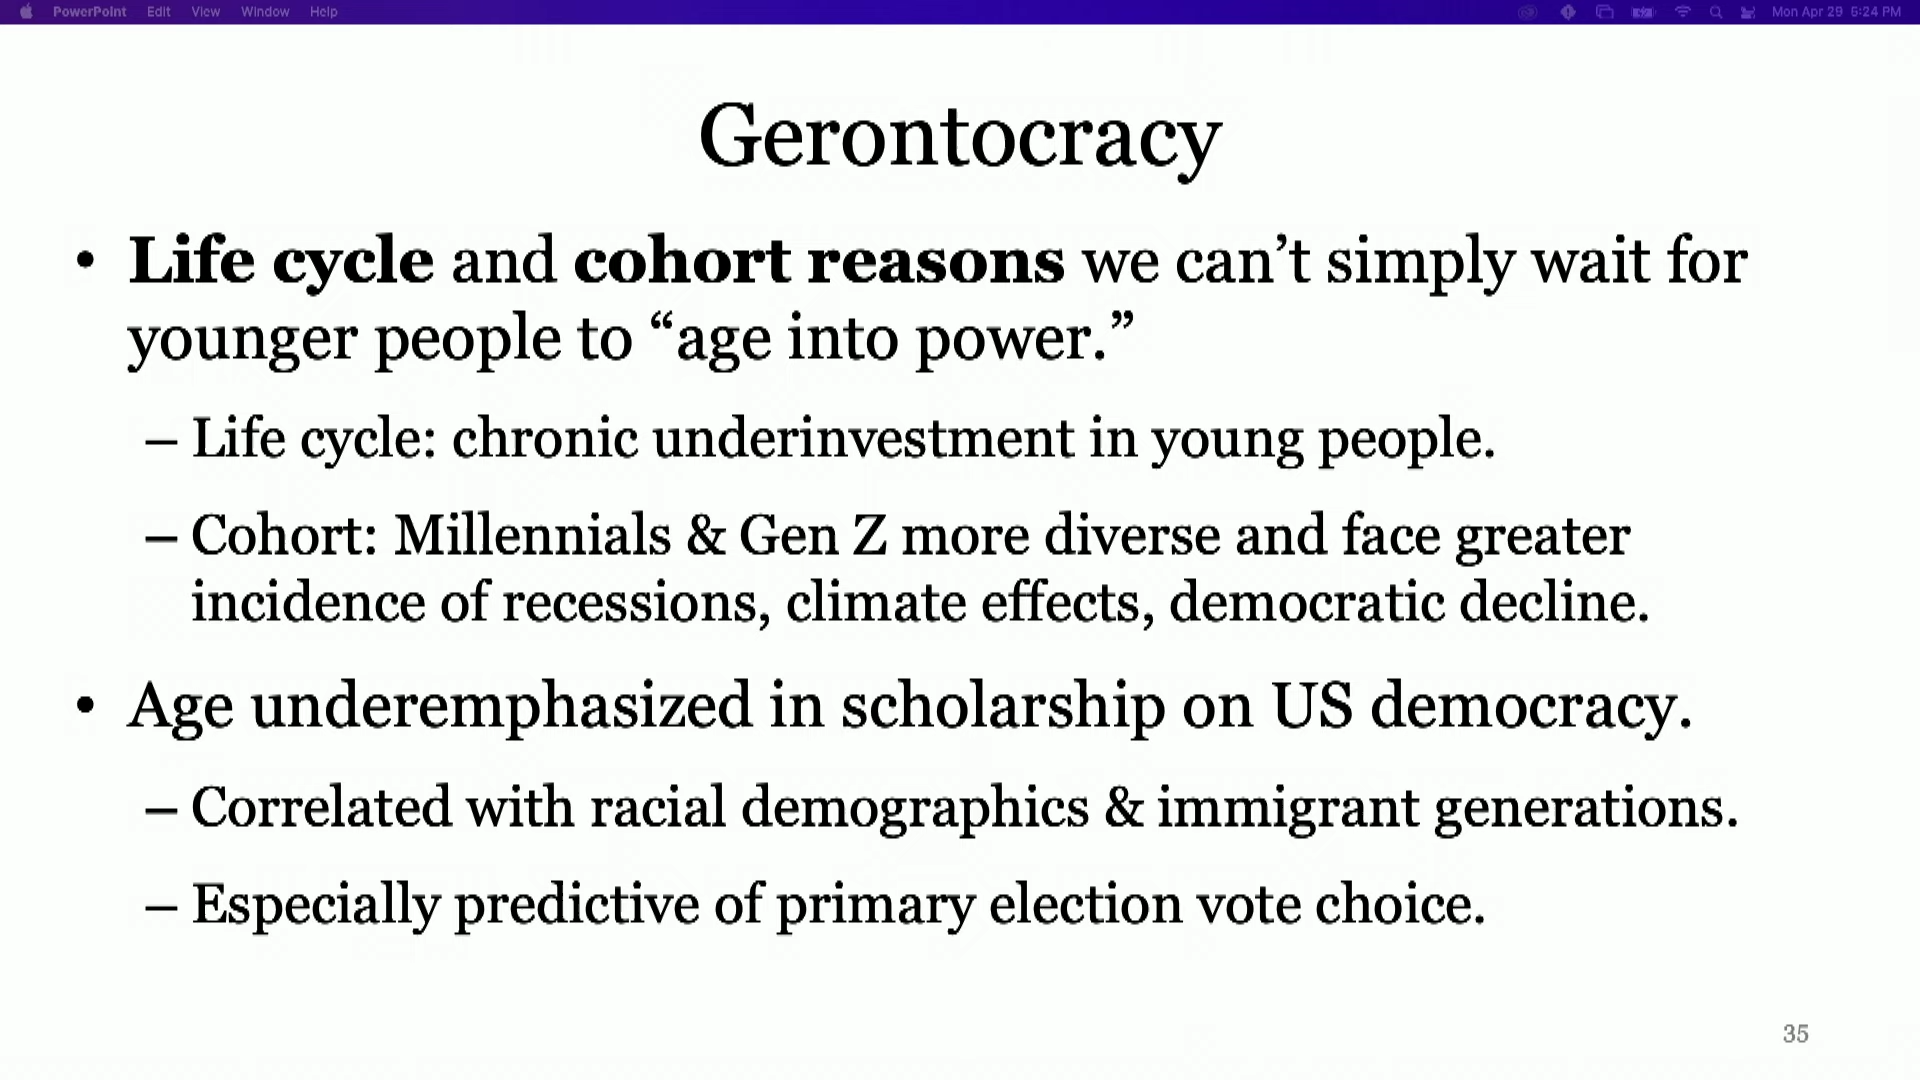 PowerPoint Edit View Window Help Mon Apr 29 5:24 PM
Gerontocracy
• Life cycle and cohort reasons we can’t simply wait for
younger people to “age into power.”
– Life cycle: chronic underinvestment in young people.
– Cohort: Millennials & Gen Z more diverse and face greater
incidence of recessions, climate effects, democratic decline.
• Age underemphasized in scholarship on US democracy.
– Correlated with racial demographics & immigrant generations.
– Especially predictive of primary election vote choice.
35